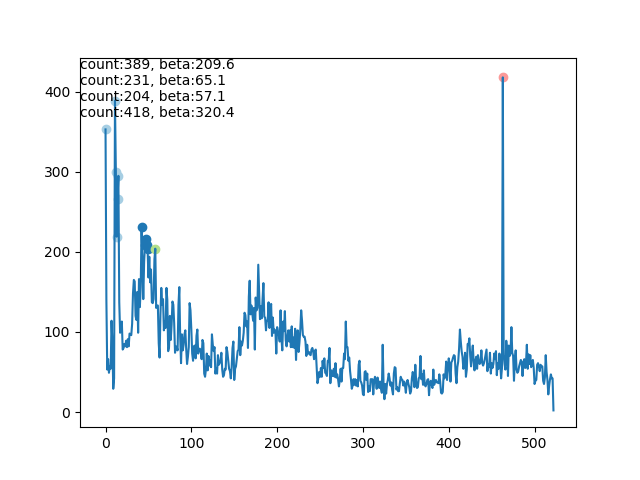 count:389, beta:209.6
count:231, beta:65.1
count:204, beta:57.1
count:418, beta:320.4
400
300
200
100
0
0 100 200 300 400 500